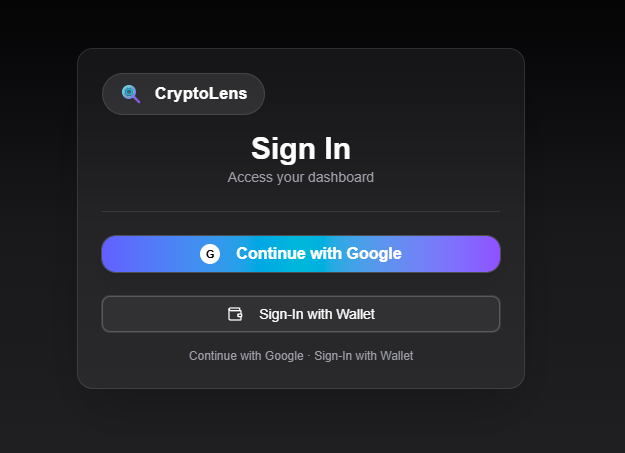 CryptoLens
Sign In
Access your dashboard
G Continue with Google
Sign-In with Wallet
Continue with Google · Sign-In with Wallet